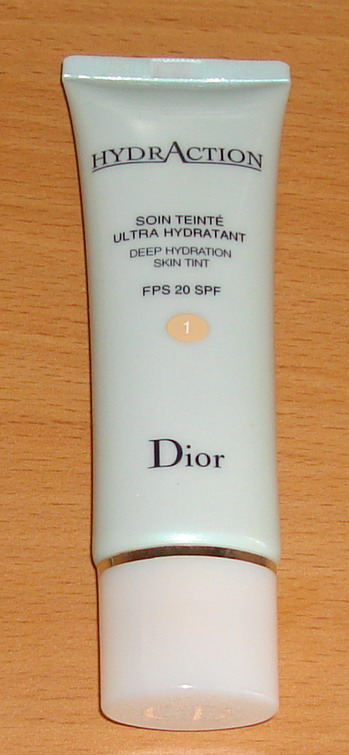 HYDRACTION
SOIN TEINTÉ
ULTRA HYDRATANT
DEEP HYDRATION
SKIN TINT
FPS 20 SPF
1
Dior